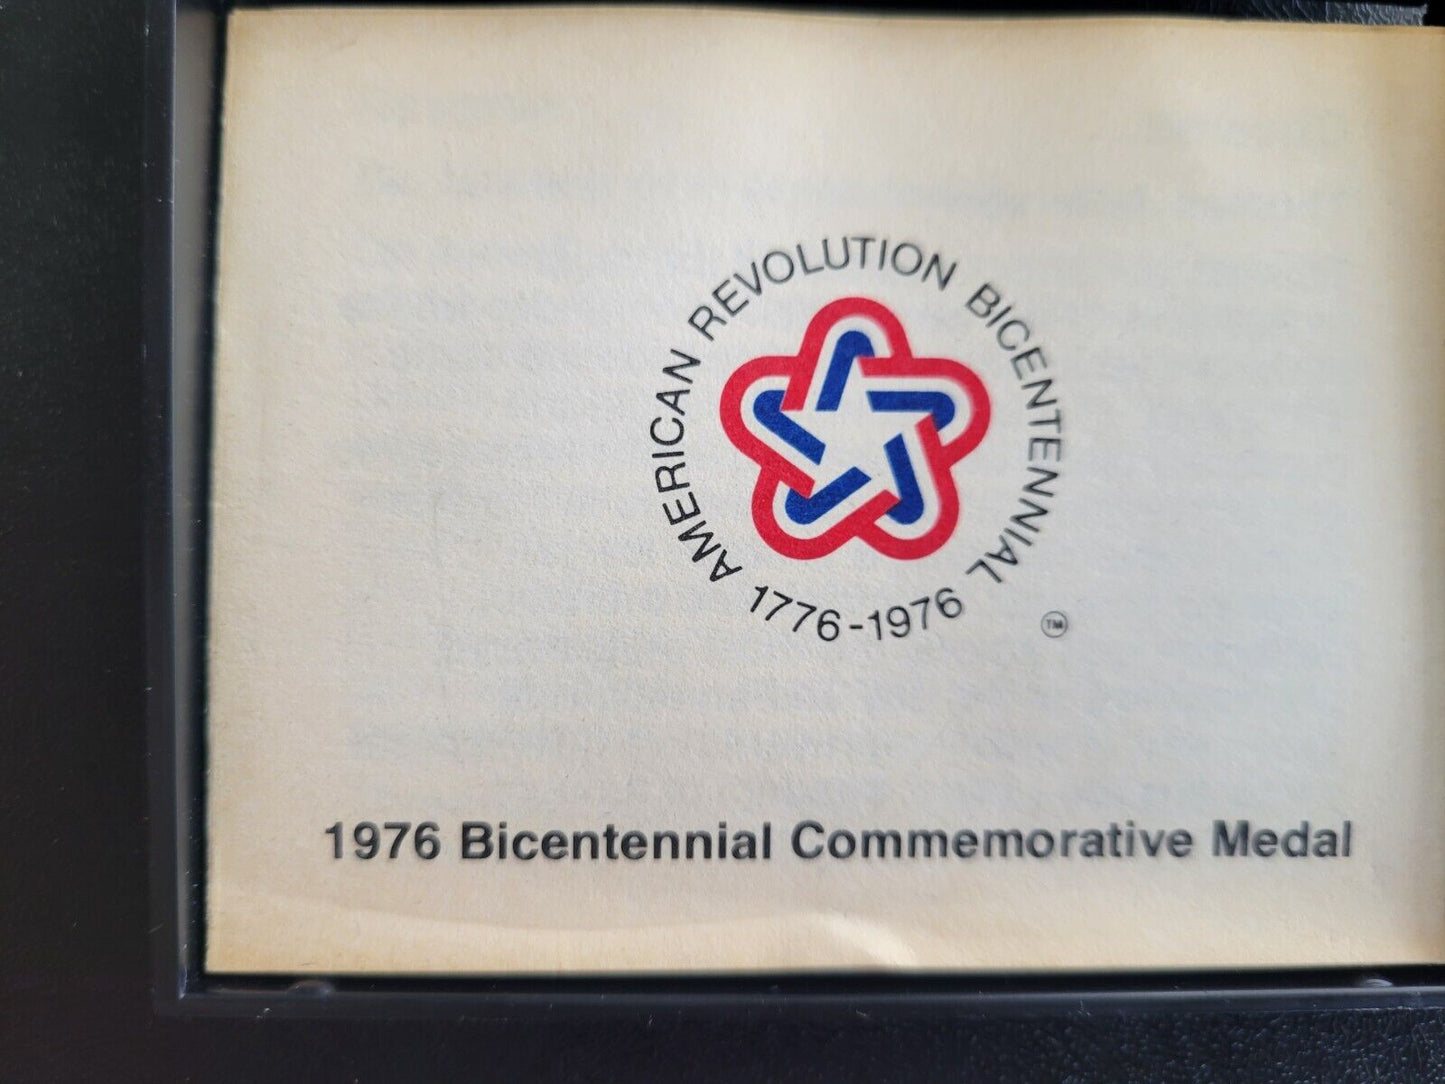 AMERICAN REVOLUTION BICENTENNIAL
1776-1976
TM
1976 Bicentennial Commemorative Medal